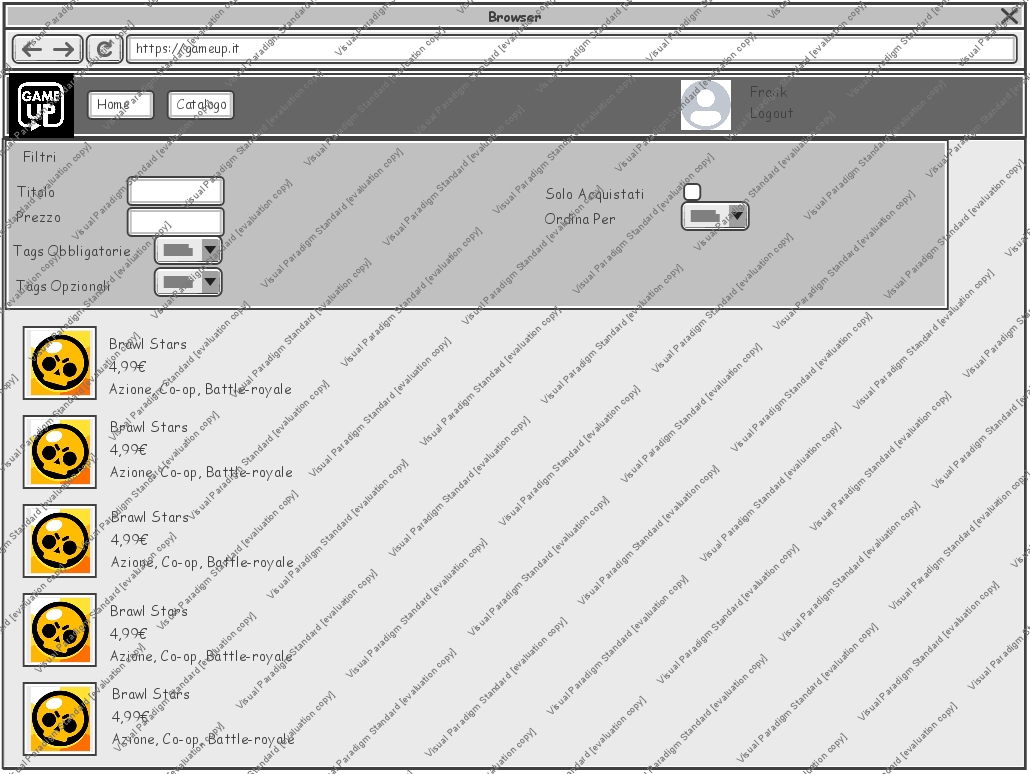 Browser
https://gameup.it
GAME UP
Home
Catalogo
Frank
Logout
Filtri
Titolo
Prezzo
Tags Obbligatorie
Tags Opzionali
Solo Acquistati
Ordina Per
Brawl Stars
4,99€
Azione, Co-op, Battle-royale
Brawl Stars
4,99€
Azione, Co-op, Battle-royale
Brawl Stars
4,99€
Azione, Co-op, Battle-royale
Brawl Stars
4,99€
Azione, Co-op, Battle-royale
Brawl Stars
4,99€
Azione, Co-op, Battle-royale
Visual Paradigm Standard [evaluation copy]